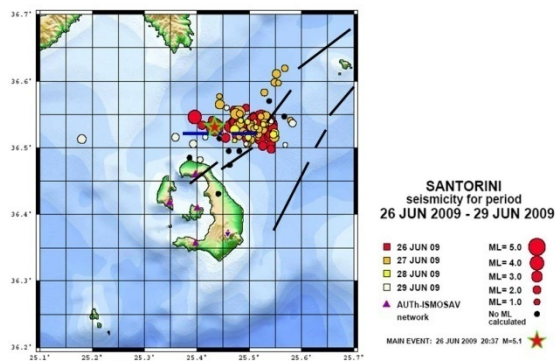 36.7
36.6
36.5
36.4
36.3
36.2
25.1 25.2 25.3 25.4 25.5 25.6 25.7
SANTORINI
seismicity for period
26 JUN 2009 - 29 JUN 2009
26 JUN 09
27 JUN 09
28 JUN 09
29 JUN 09
AUTh-ISMOSAV
network
ML= 5.0
ML= 4.0
ML= 3.0
ML= 2.0
ML= 1.0
No ML
calculated
MAIN EVENT: 26 JUN 2009 20:37 M=5.1